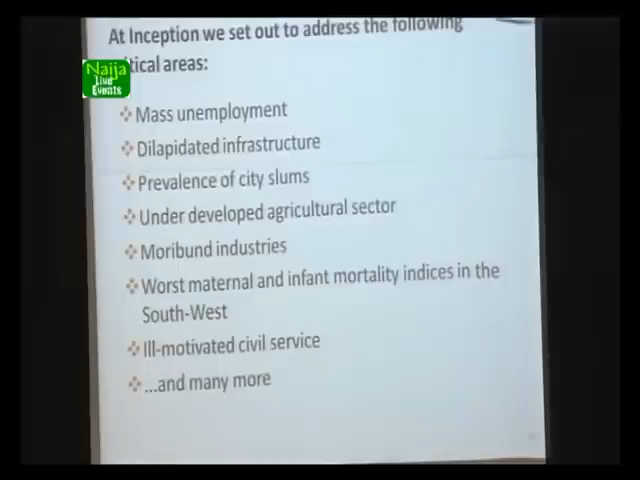 At Inception we set out to address the following
tical areas:
Naija
Live
Events
Mass unemployment
Dilapidated infrastructure
Prevalence of city slums
Under developed agricultural sector
Moribund industries
Worst maternal and infant mortality indices in the
South-West
Ill-motivated civil service
...and many more